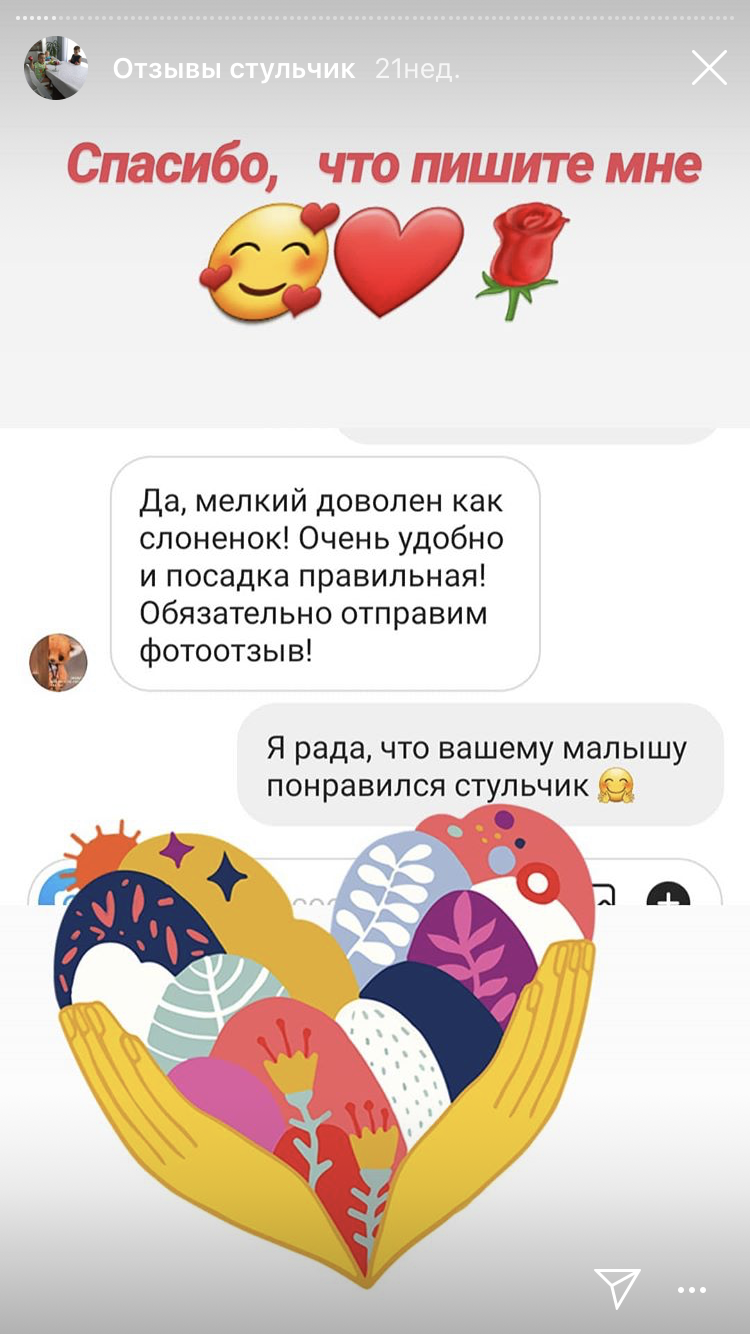 Отзывы стульчик 21нед.
Спасибо, что пишите мне
Да, мелкий доволен как
слоненок! Очень удобно
и посадка правильная!
Обязательно отправим
фотоотзыв!
Я рада, что вашему малышу
понравился стульчик 🤗